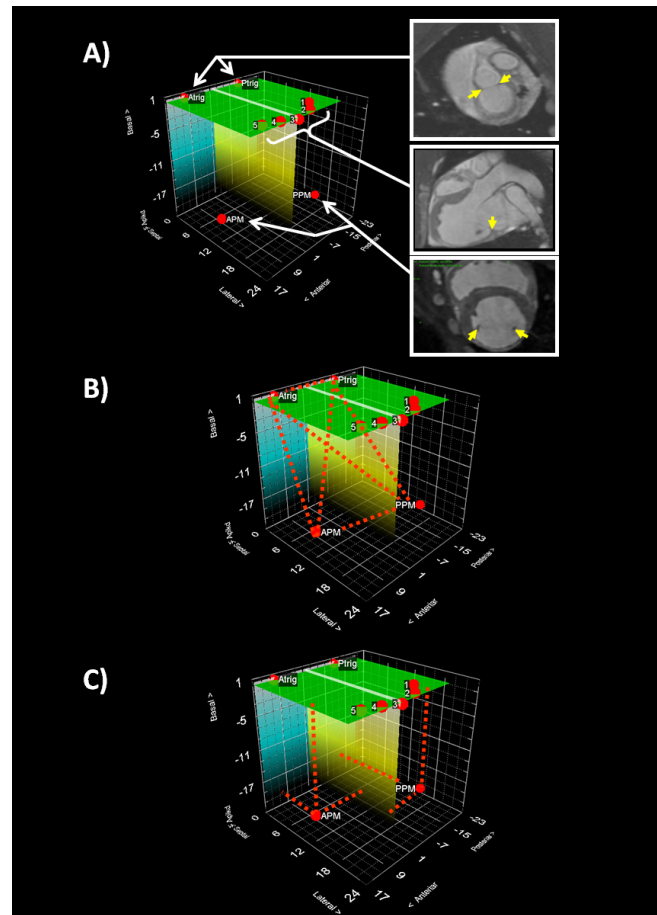 A)
Atrig
Ptrig
1
2
3
4
5
PPM
APM
Basal >
1
-5
-11
-17
< Apical
< Septal
0
6
12
18
24
Lateral >
17
9
1
-7
-15
-23
< Anterior
Posterior >
B)
Atrig
Ptrig
1
2
3
4
5
PPM
APM
Basal >
1
-5
-11
-17
< Apical
< Septal
0
6
12
18
24
Lateral >
17
9
1
-7
-15
-23
< Anterior
Posterior >
C)
Atrig
Ptrig
1
2
3
4
5
PPM
APM
Basal >
1
-5
-11
-17
< Apical
< Septal
0
6
12
18
24
Lateral >
17
9
1
-7
-15
-23
< Anterior
Posterior >